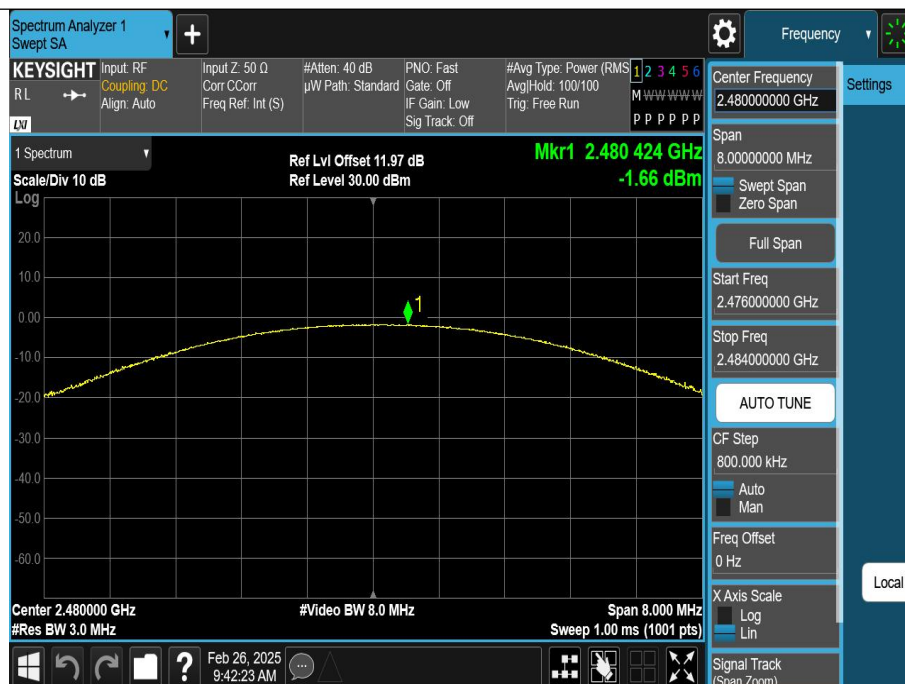 Spectrum Analyzer 1
Swept SA
Frequency
KEYSIGHT
RL
LXI
Input: RF
Coupling: DC
Align: Auto
Input Z: 50 Ω
Corr CCorr
Freq Ref: Int (S)
#Atten: 40 dB
µW Path: Standard
PNO: Fast
Gate: Off
IF Gain: Low
Sig Track: Off
#Avg Type: Power (RMS
Avg|Hold: 100/100
Trig: Free Run
1 2 3 4 5 6
M W W W W W
P P P P P P
1 Spectrum
Scale/Div 10 dB
Log
Ref Lvl Offset 11.97 dB
Ref Level 30.00 dBm
Mkr1 2.480 424 GHz
-1.66 dBm
20.0
10.0
0.00
-10.0
-20.0
-30.0
-40.0
-50.0
-60.0
1
Center 2.480000 GHz
#Res BW 3.0 MHz
#Video BW 8.0 MHz
Span 8.000 MHz
Sweep 1.00 ms (1001 pts)
Feb 26, 2025
9:42:23 AM
?
Center Frequency
2.480000000 GHz
Settings
Span
8.00000000 MHz
Swept Span
Zero Span
Full Span
Start Freq
2.476000000 GHz
Stop Freq
2.484000000 GHz
AUTO TUNE
CF Step
800.000 kHz
Auto
Man
Freq Offset
0 Hz
Local
X Axis Scale
Log
Lin
Signal Track
(Span Zoom)